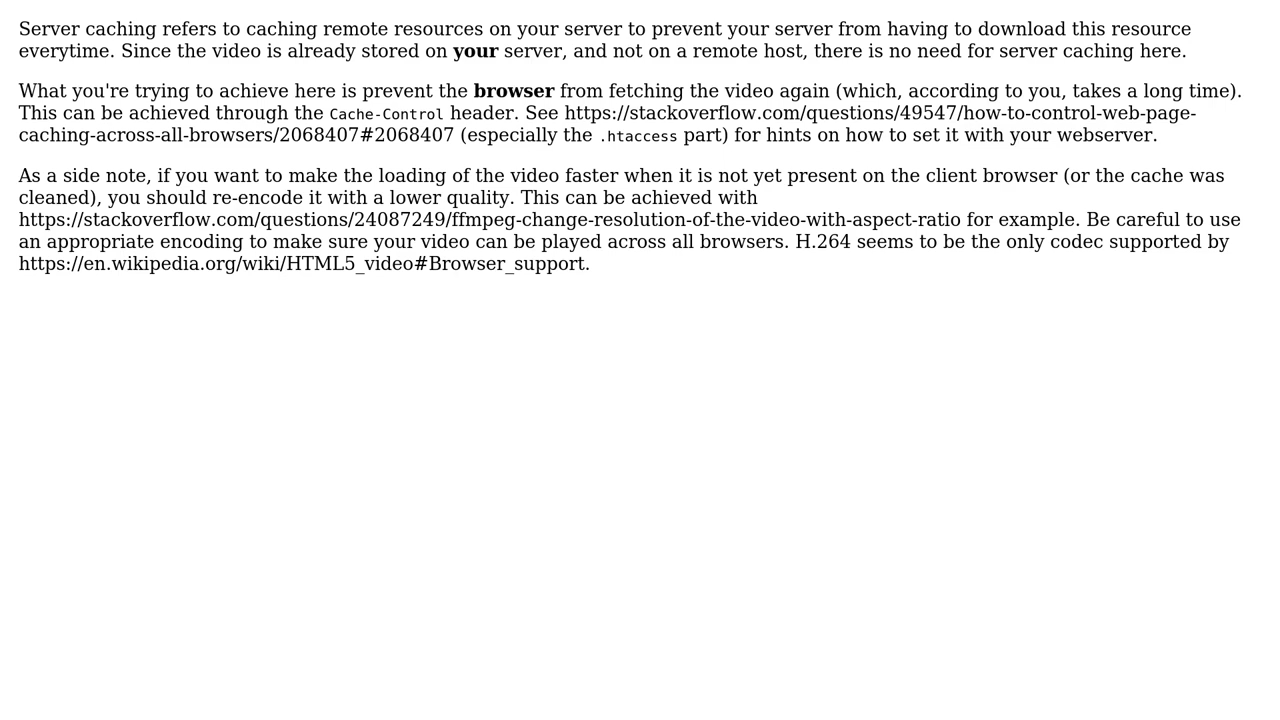 Server caching refers to caching remote resources on your server to prevent your server from having to download this resource
everytime. Since the video is already stored on your server, and not on a remote host, there is no need for server caching here.
What you're trying to achieve here is prevent the browser from fetching the video again (which, according to you, takes a long time).
This can be achieved through the Cache-Control header. See https://stackoverflow.com/questions/49547/how-to-control-web-page-
caching-across-all-browsers/2068407#2068407 (especially the .htaccess part) for hints on how to set it with your webserver.
As a side note, if you want to make the loading of the video faster when it is not yet present on the client browser (or the cache was
cleaned), you should re-encode it with a lower quality. This can be achieved with
https://stackoverflow.com/questions/24087249/ffmpeg-change-resolution-of-the-video-with-aspect-ratio for example. Be careful to use
an appropriate encoding to make sure your video can be played across all browsers. H.264 seems to be the only codec supported by
https://en.wikipedia.org/wiki/HTML5_video#Browser_support.